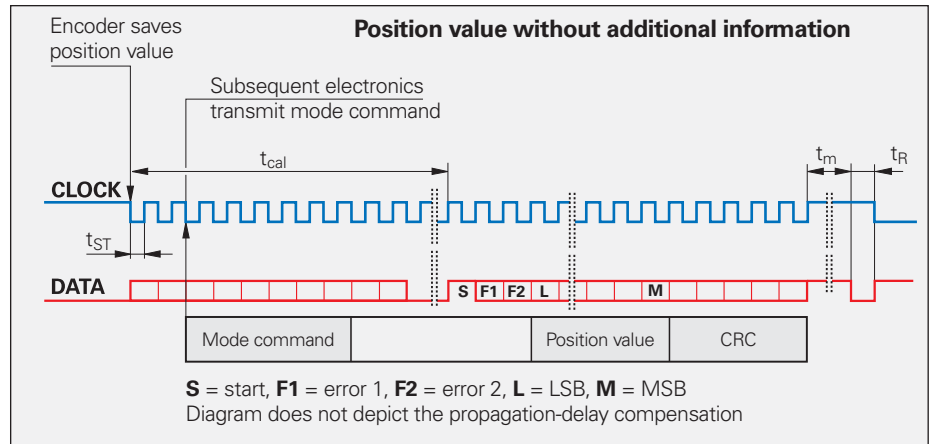 Encoder saves
position value
Position value without additional information
Subsequent electronics
transmit mode command
tcal
tm
tR
CLOCK
tST
DATA
S F1 F2 L M
Mode command Position value CRC
S = start, F1 = error 1, F2 = error 2, L = LSB, M = MSB
Diagram does not depict the propagation-delay compensation